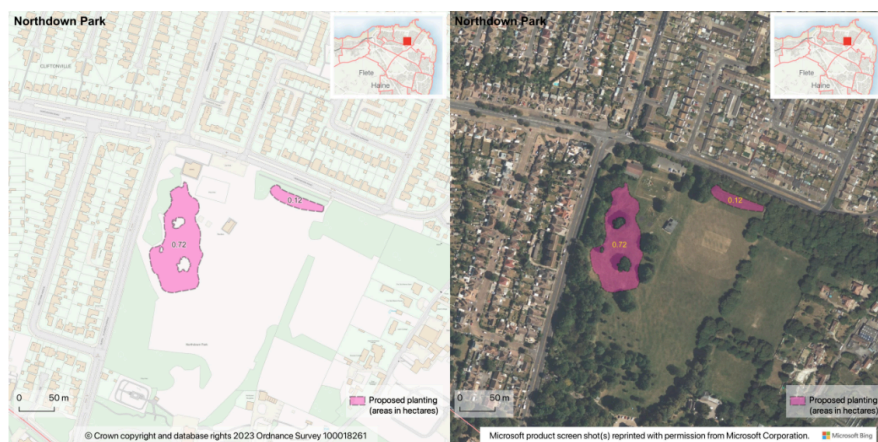 Northdown Park
Flete
Haine
CLIFTONVILLE
0.12
0.72
Northdown Park
0 50 m
Proposed planting
(areas in hectares)
© Crown copyright and database rights 2023 Ordnance Survey 100018261
Northdown Park
Flete
Haine
0.12
0.72
0 50 m
Proposed planting
(areas in hectares)
Microsoft product screen shot(s) reprinted with permission from Microsoft Corporation.
Microsoft Bing